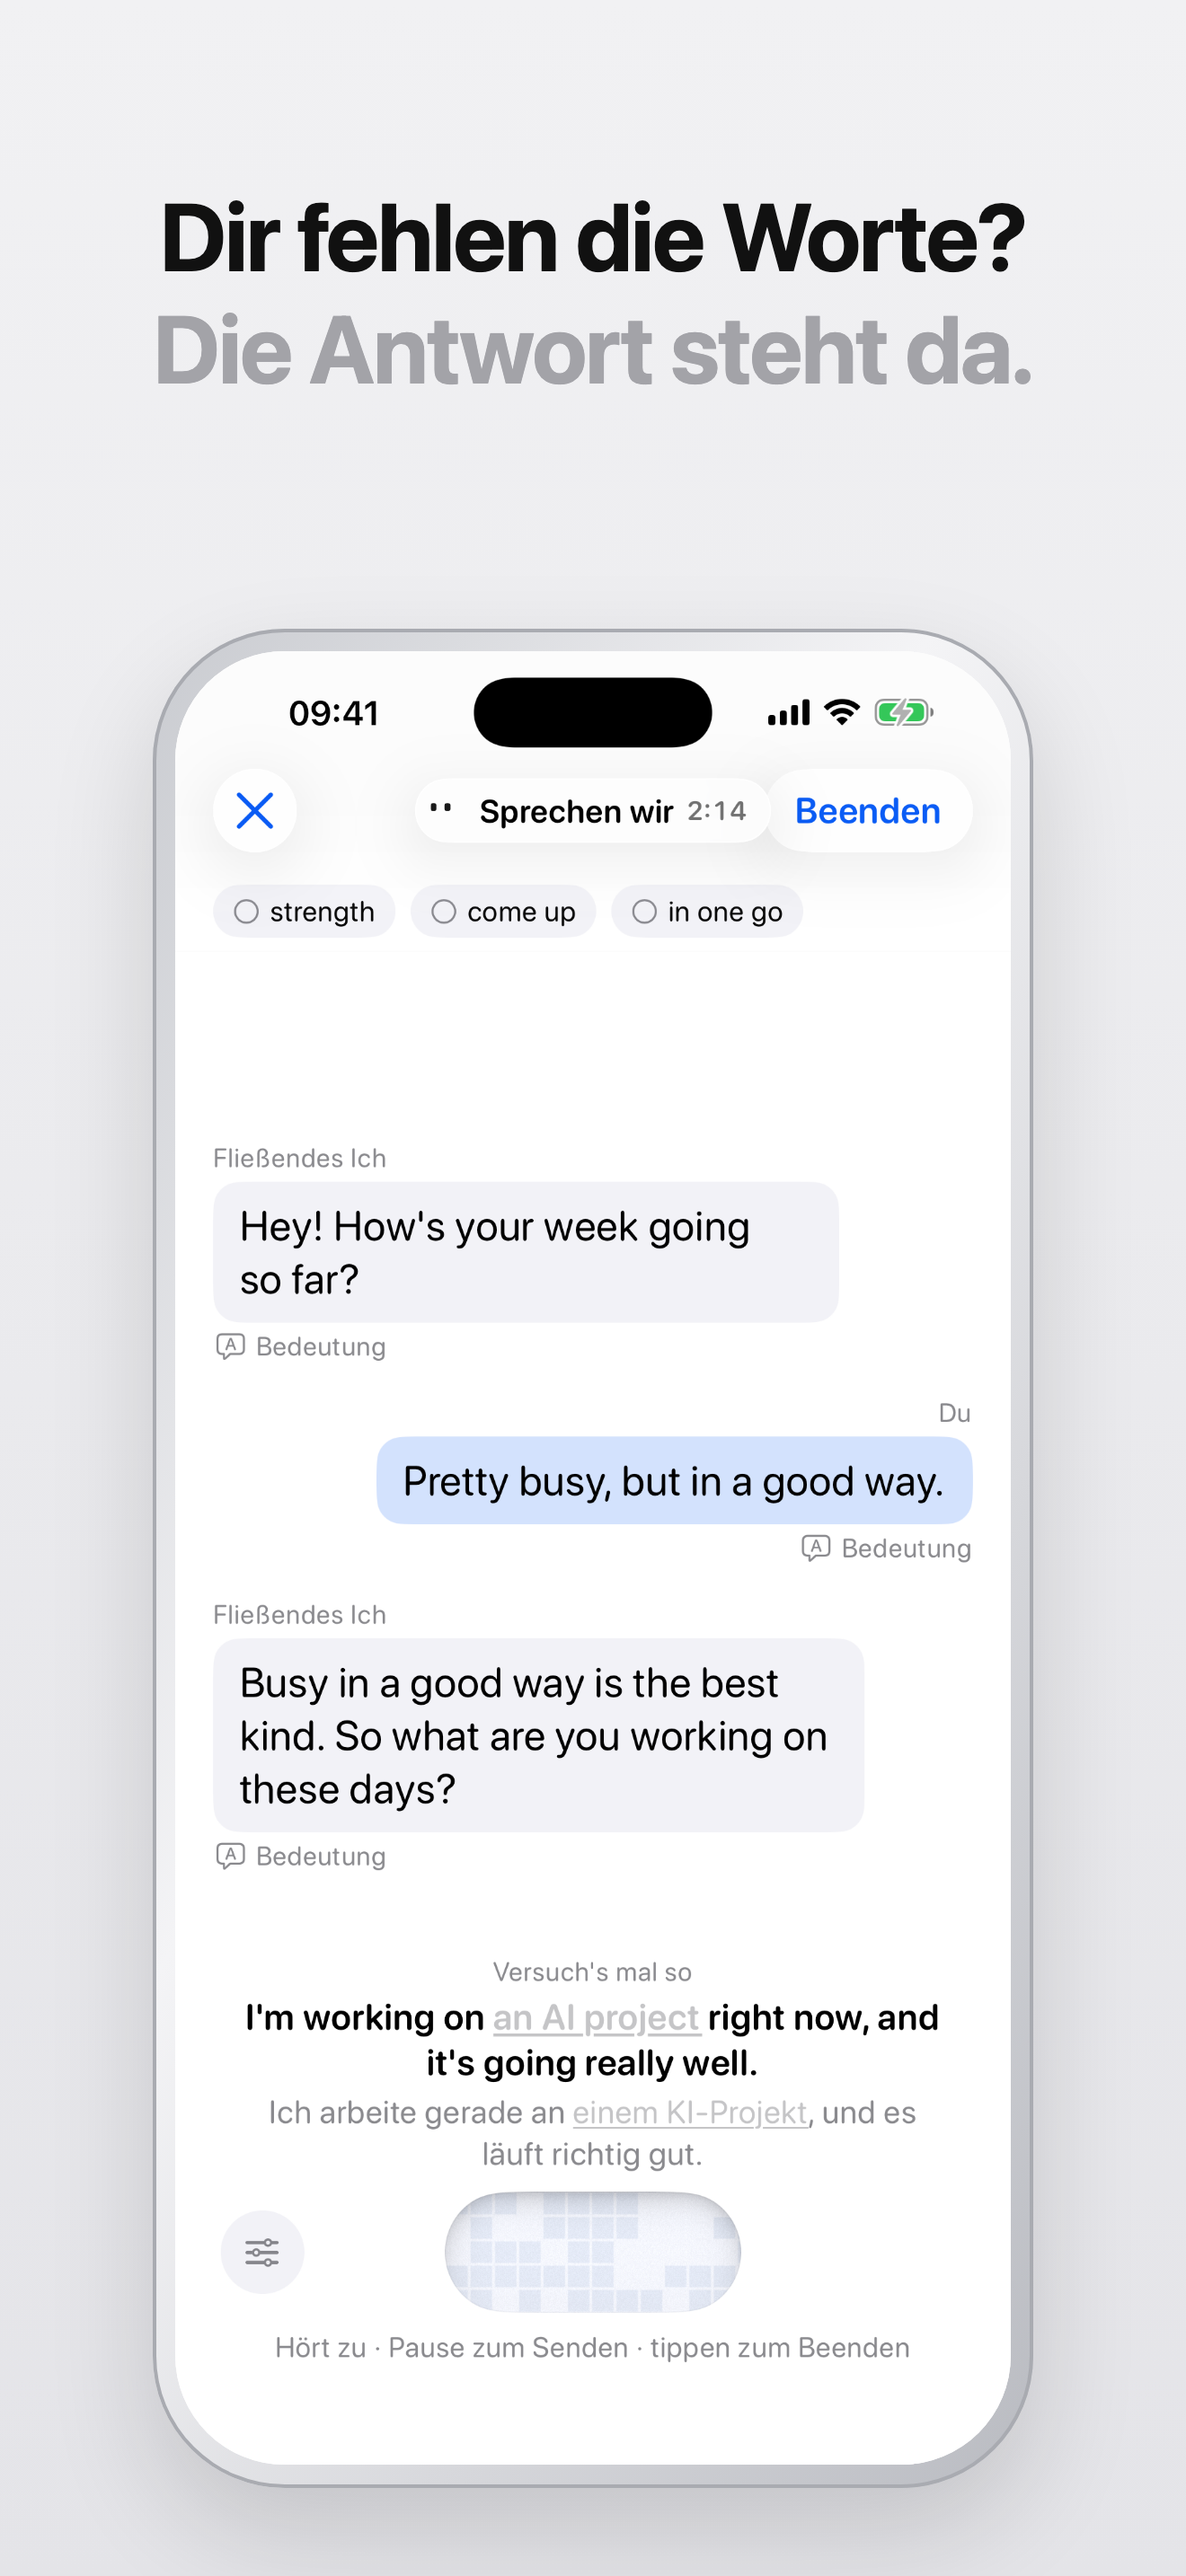 Dir fehlen die Worte?
Die Antwort steht da.
09:41
Sprechen wir 2:14
Beenden
strength
come up
in one go
Fließendes Ich
Hey! How's your week going
so far?
Bedeutung
Du
Pretty busy, but in a good way.
Bedeutung
Fließendes Ich
Busy in a good way is the best
kind. So what are you working on
these days?
Bedeutung
Versuch's mal so
I'm working on an AI project right now, and
it's going really well.
Ich arbeite gerade an einem KI-Projekt, und es
läuft richtig gut.
Hört zu · Pause zum Senden · tippen zum Beenden